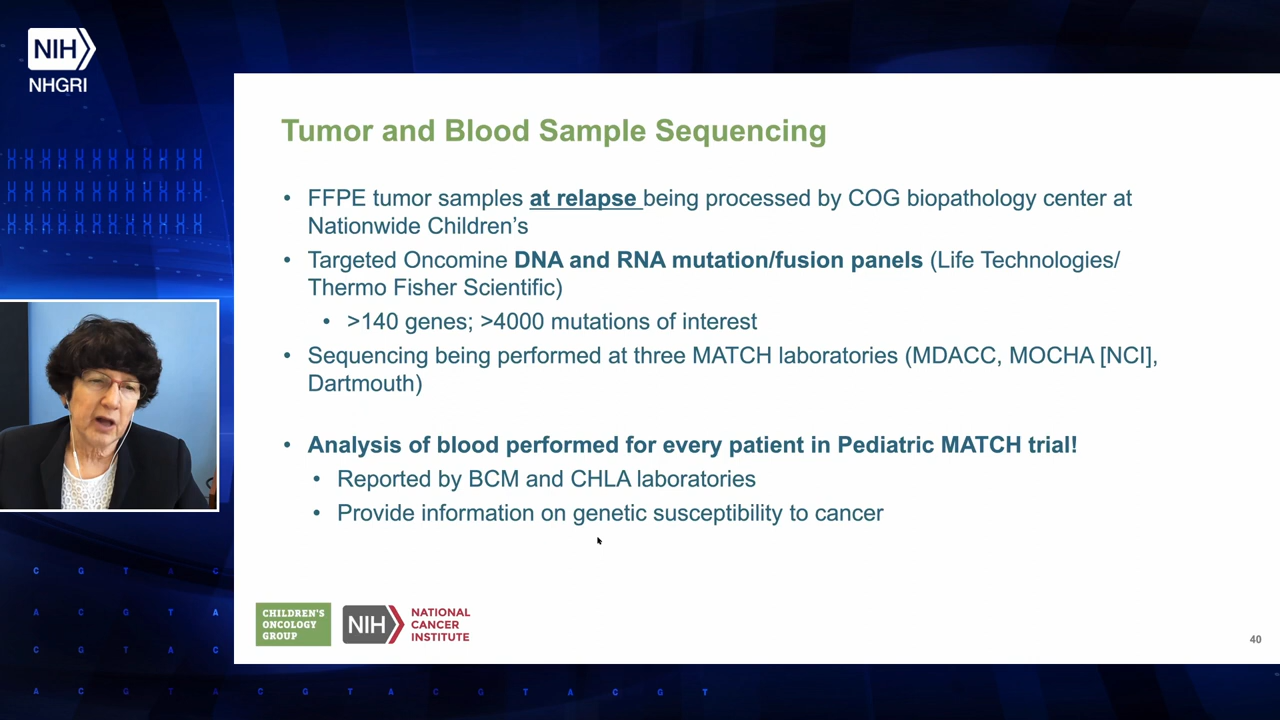 NIH
NHGRI
Tumor and Blood Sample Sequencing
• FFPE tumor samples at relapse being processed by COG biopathology center at
Nationwide Children's
• Targeted Oncomine DNA and RNA mutation/fusion panels (Life Technologies/
Thermo Fisher Scientific)
• >140 genes; >4000 mutations of interest
• Sequencing being performed at three MATCH laboratories (MDACC, MOCHA [NCI],
Dartmouth)
• Analysis of blood performed for every patient in Pediatric MATCH trial!
• Reported by BCM and CHLA laboratories
• Provide information on genetic susceptibility to cancer
C G T A C
A C G T A
C G T A C
CHILDREN'S
ONCOLOGY
GROUP
NIH
NATIONAL
CANCER
INSTITUTE
40
A C G T A C G T A C G T A C G T